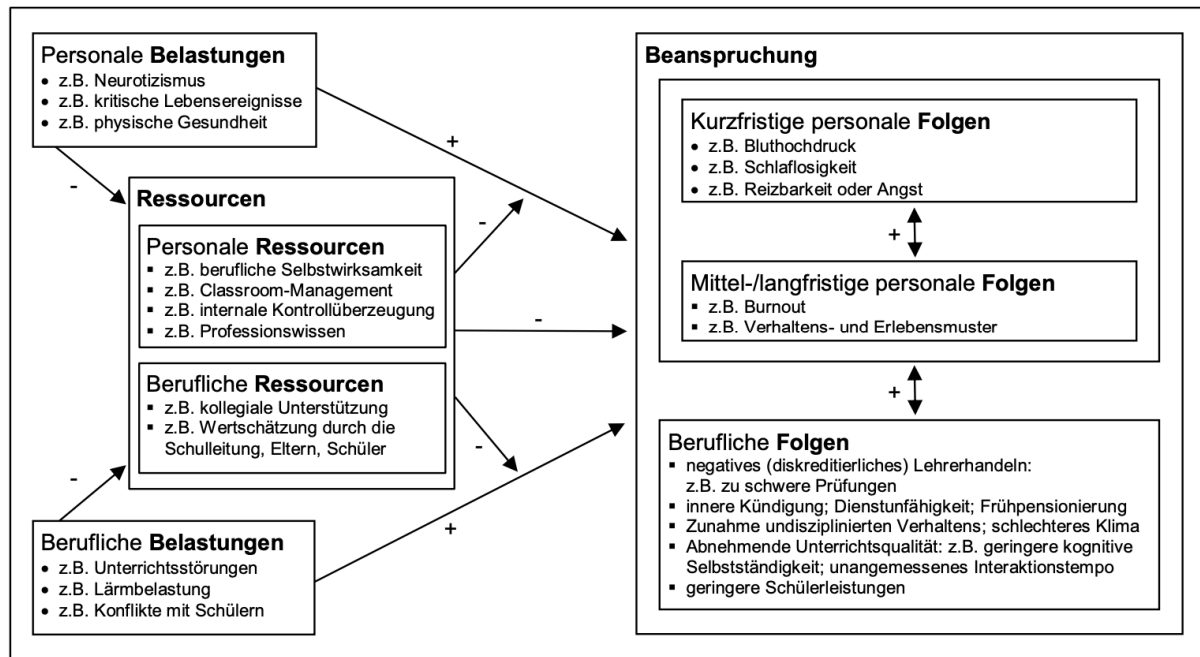 Personale Belastungen
• z.B. Neurotizismus
• z.B. kritische Lebensereignisse
• z.B. physische Gesundheit
-
+
Ressourcen
Personale Ressourcen
▪ z.B. berufliche Selbstwirksamkeit
▪ z.B. Classroom-Management
▪ z.B. internale Kontrollüberzeugung
▪ z.B. Professionswissen
-
-
Berufliche Ressourcen
▪ z.B. kollegiale Unterstützung
▪ z.B. Wertschätzung durch die
Schulleitung, Eltern, Schüler
-
-
+
Berufliche Belastungen
• z.B. Unterrichtsstörungen
• z.B. Lärmbelastung
• z.B. Konflikte mit Schülern
Beanspruchung
Kurzfristige personale Folgen
• z.B. Bluthochdruck
• z.B. Schlaflosigkeit
• z.B. Reizbarkeit oder Angst
+
Mittel-/langfristige personale Folgen
▪ z.B. Burnout
▪ z.B. Verhaltens- und Erlebensmuster
+
Berufliche Folgen
▪ negatives (diskreditierliches) Lehrerhandeln:
z.B. zu schwere Prüfungen
▪ innere Kündigung; Dienstunfähigkeit; Frühpensionierung
▪ Zunahme undisziplinierten Verhaltens; schlechteres Klima
▪ Abnehmende Unterrichtsqualität: z.B. geringere kognitive
Selbstständigkeit; unangemessenes Interaktionstempo
▪ geringere Schülerleistungen